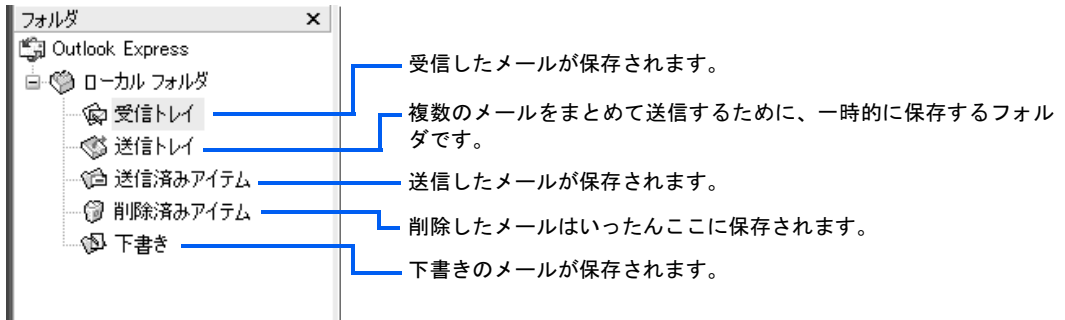 フォルダ ×
Outlook Express
ローカル フォルダ
受信トレイ
送信トレイ
送信済みアイテム
削除済みアイテム
下書き
受信したメールが保存されます。
複数のメールをまとめて送信するために、一時的に保存するフォル
ダです。
送信したメールが保存されます。
削除したメールはいったんここに保存されます。
下書きのメールが保存されます。